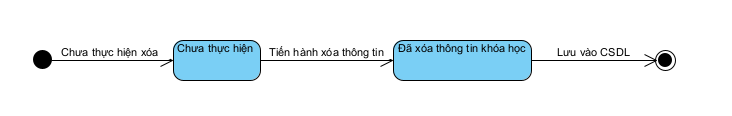 Chưa thực hiện xóa
Chưa thực hiện
Tiến hành xóa thông tin
Đã xóa thông tin khóa học
Lưu vào CSDL